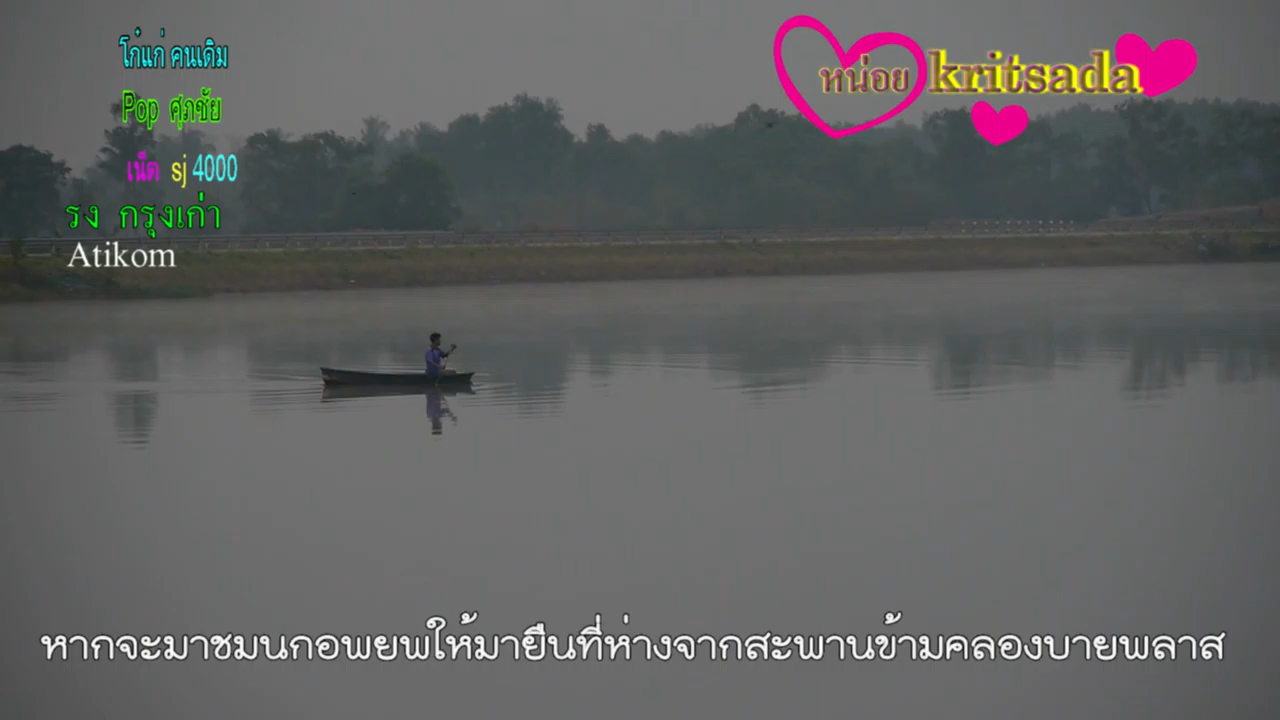 โก๋แก่ คนเดิม
Pop ศุภชัย
เน็ต sj 4000
รง กรุงเก่า
Atikom
หน่อย kritsada
หากจะมาชมนกอพยพให้มายืนที่ห่างจากสะพานข้ามคลองบายพลาส